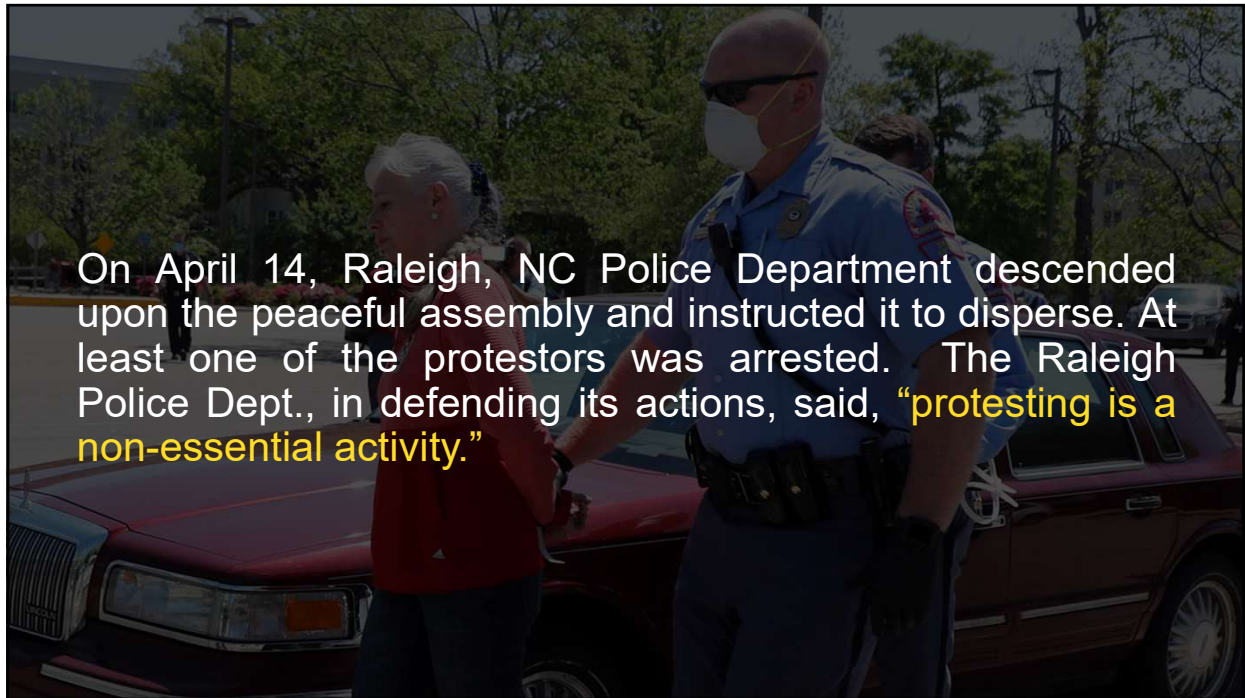 On April 14, Raleigh, NC Police Department descended
upon the peaceful assembly and instructed it to disperse. At
least one of the protestors was arrested. The Raleigh
Police Dept., in defending its actions, said, “protesting is a
non-essential activity.”
LINCOLN